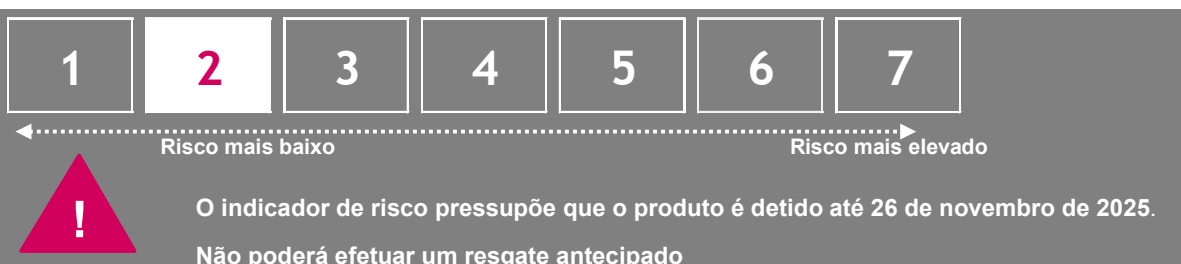 1 2 3 4 5 6 7
Risco mais baixo Risco mais elevado
! O indicador de risco pressupõe que o produto é detido até 26 de novembro de 2025.
Não poderá efetuar um resgate antecipado